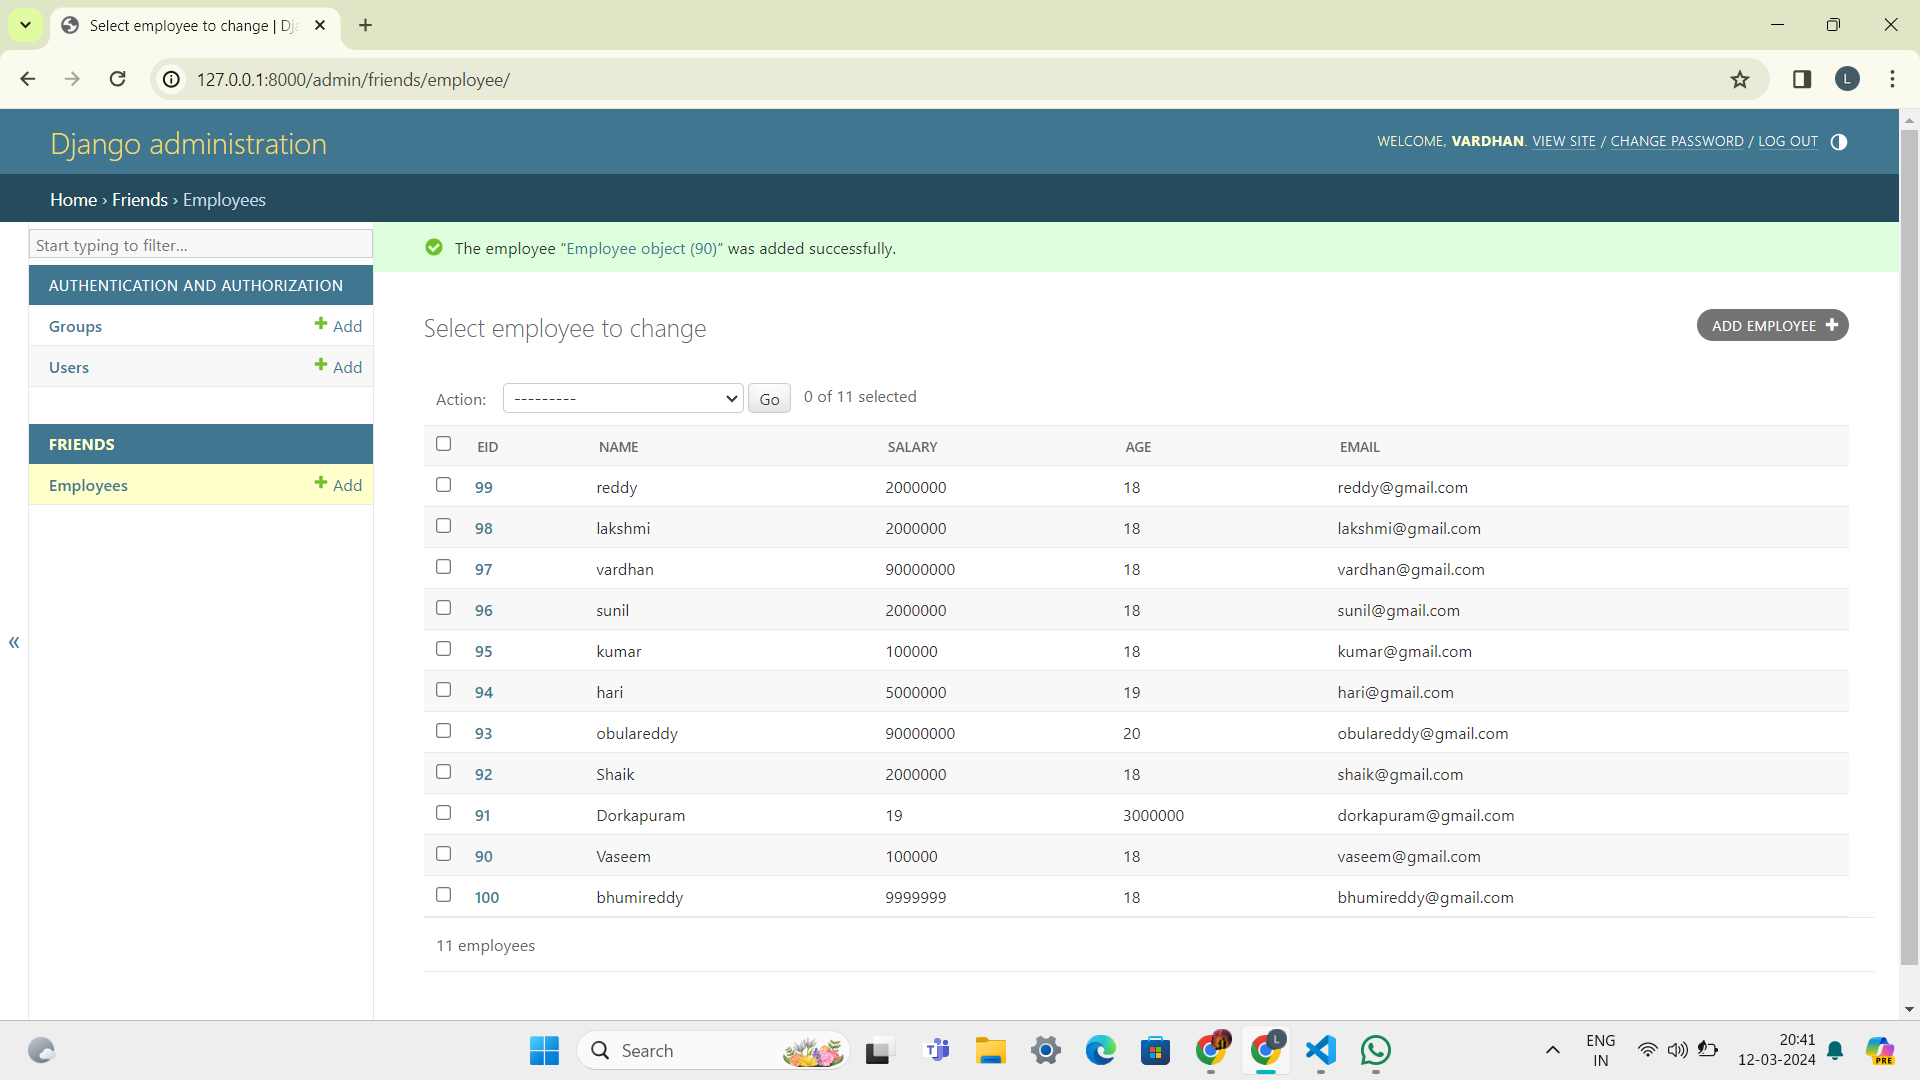 Select employee to change | Dja
127.0.0.1:8000/admin/friends/employee/
L
Django administration
WELCOME, VARDHAN. VIEW SITE / CHANGE PASSWORD / LOG OUT
Home › Friends › Employees
Start typing to filter...
The employee “Employee object (90)” was added successfully.
AUTHENTICATION AND AUTHORIZATION
Groups + Add
Users + Add
FRIENDS
Employees + Add
«
Select employee to change
ADD EMPLOYEE +
Action: --------- Go 0 of 11 selected
EID NAME SALARY AGE EMAIL
99 reddy 2000000 18 reddy@gmail.com
98 lakshmi 2000000 18 lakshmi@gmail.com
97 vardhan 90000000 18 vardhan@gmail.com
96 sunil 2000000 18 sunil@gmail.com
95 kumar 100000 18 kumar@gmail.com
94 hari 5000000 19 hari@gmail.com
93 obulareddy 90000000 20 obulareddy@gmail.com
92 Shaik 2000000 18 shaik@gmail.com
91 Dorkapuram 19 3000000 dorkapuram@gmail.com
90 Vaseem 100000 18 vaseem@gmail.com
100 bhumireddy 9999999 18 bhumireddy@gmail.com
11 employees
Search
L
ENG
IN
20:41
12-03-2024
PRE